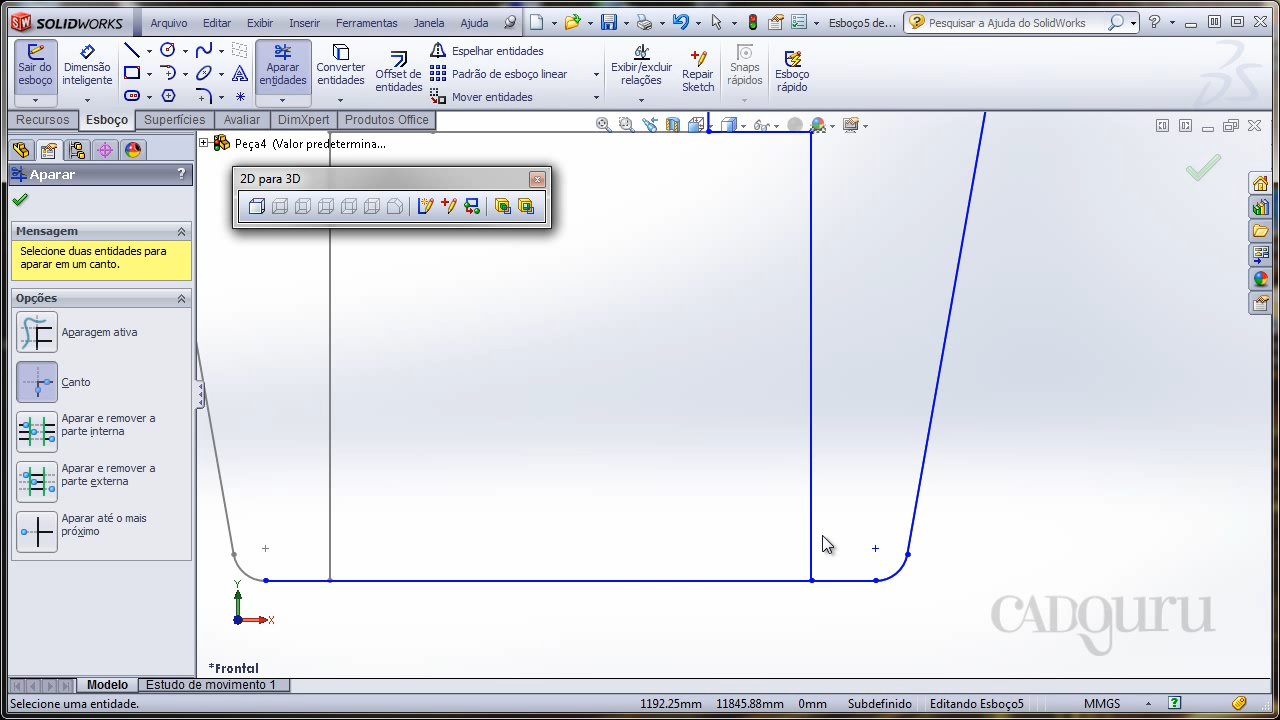 SOLIDWORKS Arquivo Editar Exibir Inserir Ferramentas Janela Ajuda Esboço5 de... Pesquisar a Ajuda do SolidWorks
Sair do esboço
Dimensão inteligente
Aparar entidades
Converter entidades
Offset de entidades
Espelhar entidades
Padrão de esboço linear
Mover entidades
Exibir/excluir relações
Repair Sketch
Snaps rápidos
Esboço rápido
Recursos Esboço Superfícies Avaliar DimXpert Produtos Office
Peça4 (Valor predetermina...
Aparar ?
2D para 3D
Mensagem
Selecione duas entidades para
aparar em um canto.
Opções
Aparagem ativa
Canto
Aparar e remover a
parte interna
Aparar e remover a
parte externa
Aparar até o mais
próximo
Y
X
CADguru
*Frontal
Modelo Estudo de movimento 1
Selecione uma entidade. 1192.25mm 11845.88mm 0mm Subdefinido Editando Esboço5 MMGS